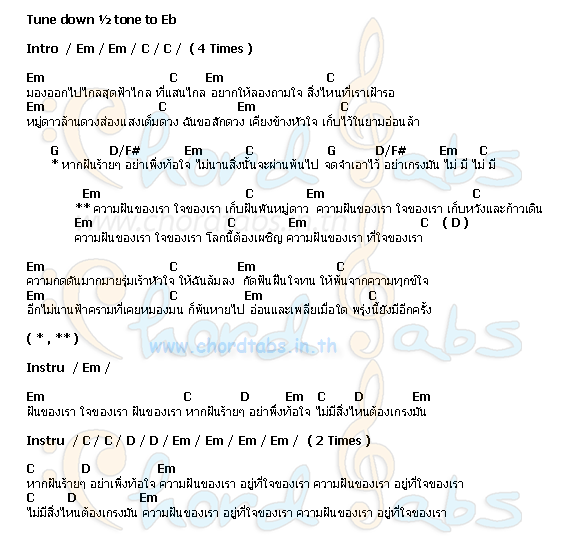 Tune down ½ tone to Eb
Intro / Em / Em / C / C / ( 4 Times )
Em C Em C
มองออกไปไกลสุดฟ้าไกล ที่แสนไกล อยากให้ลองถามใจ สิ่งไหนที่เราเฝ้ารอ
Em C Em C
หมู่ดาวล้านดวงส่องแสงเต็มดวง ฉันขอสักดวง เคียงข้างหัวใจ เก็บไว้ในยามอ่อนล้า
G D/F# Em C G D/F# Em C
* หากฝันร้ายๆ อย่าเพิ่งท้อใจ ไม่นานสิ่งนั้นจะผ่านพ้นไป จดจำเอาไว้ อย่าเกรงมัน ไม่ มี ไม่ มี
Em C Em C
** ความฝันของเรา ใจของเรา เก็บฝันพันหมู่ดาว ความฝันของเรา ใจของเรา เก็บหวังและก้าวเดิน
Em C Em C ( D )
ความฝันของเรา ใจของเรา โลกนี้ต้องเผชิญ ความฝันของเรา ที่ใจของเรา
Em C Em C
ความกดดันมากมายรุ่มเร้าหัวใจ ให้ฉันล้มลง กัดฟันฝืนใจทน ให้พ้นจากความทุกข์ใจ
Em C Em C
อีกไม่นานฟ้าครามที่เคยหมองมน ก็พ้นหายไป อ่อนและเพลียเมื่อใด พรุ่งนี้ยังมีอีกครั้ง
( * , ** )
www.chordtabs.in.th
Instru / Em /
Em C D Em C D Em
ฝันของเรา ใจของเรา ฝันของเรา หากฝันร้ายๆ อย่าพึ่งท้อใจ ไม่มีสิ่งไหนต้องเกรงมัน
Instru / C / C / D / D / Em / Em / Em / Em / ( 2 Times )
C D Em
หากฝันร้ายๆ อย่าเพิ่งท้อใจ ความฝันของเรา อยู่ที่ใจของเรา ความฝันของเรา อยู่ที่ใจของเรา
C D Em
ไม่มีสิ่งไหนต้องเกรงมัน ความฝันของเรา อยู่ที่ใจของเรา ความฝันของเรา อยู่ที่ใจของเรา